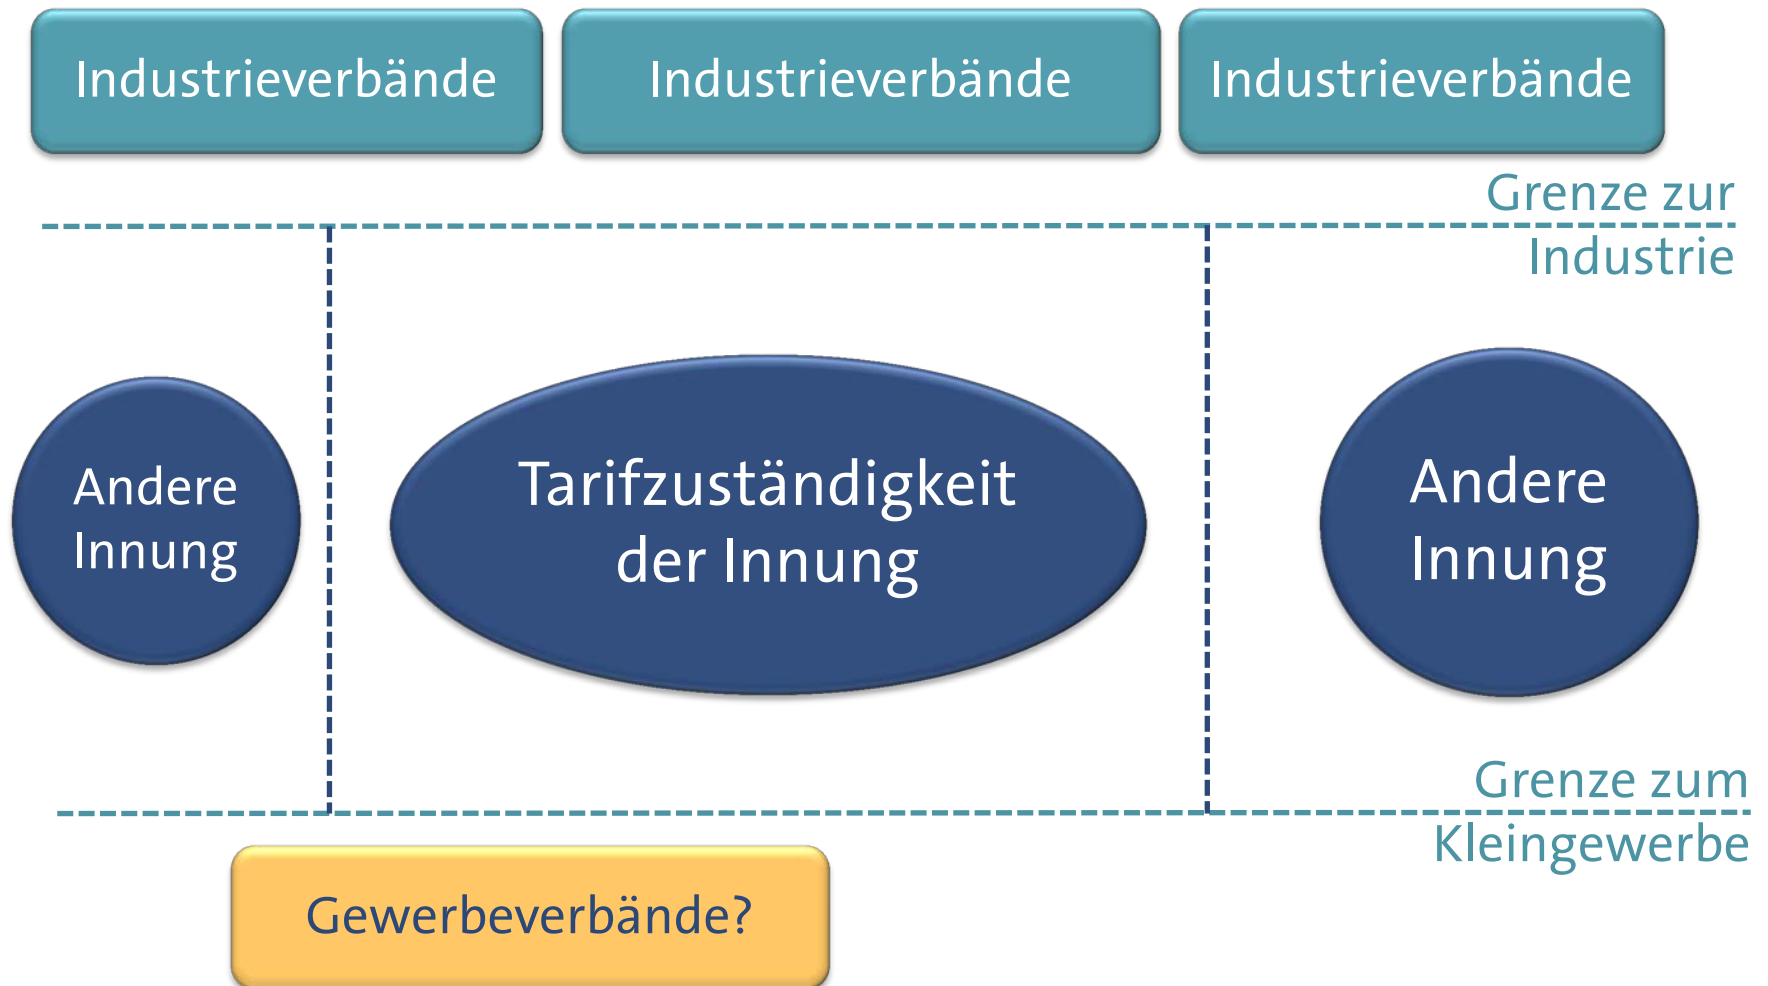 Industrieverbände
Industrieverbände
Industrieverbände
Grenze zur
Industrie
Andere
Innung
Tarifzuständigkeit
der Innung
Andere
Innung
Grenze zum
Kleingewerbe
Gewerbeverbände?